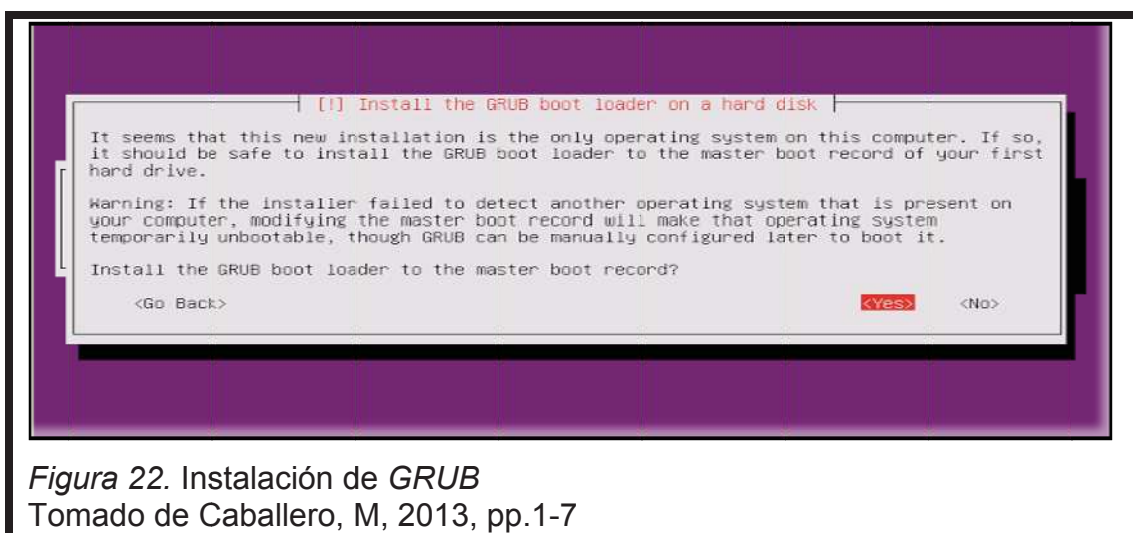 [!] Install the GRUB boot loader on a hard disk
It seems that this new installation is the only operating system on this computer. If so,
it should be safe to install the GRUB boot loader to the master boot record of your first
hard drive.
Warning: If the installer failed to detect another operating system that is present on
your computer, modifying the master boot record will make that operating system
temporarily unbootable, though GRUB can be manually configured later to boot it.
Install the GRUB boot loader to the master boot record?
<Go Back> <Yes> <No>
Figura 22. Instalación de GRUB
Tomado de Caballero, M, 2013, pp.1-7